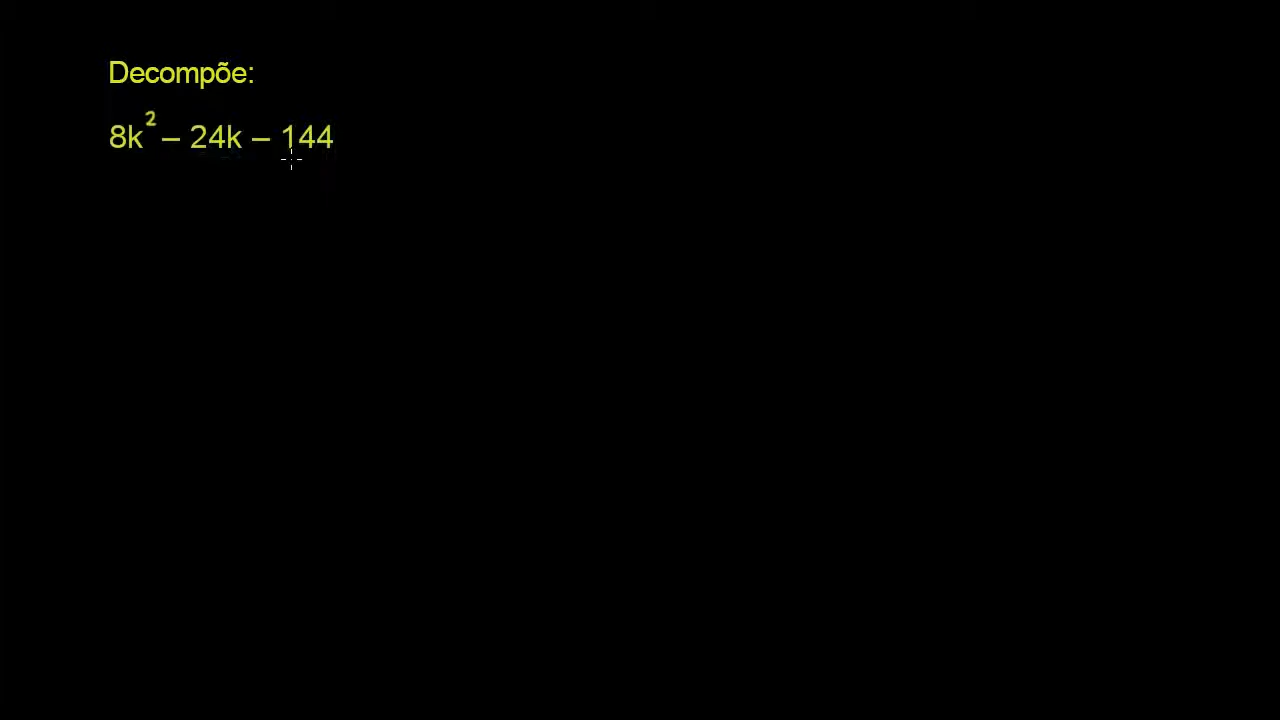 Decompõe:
8k² – 24k – 144